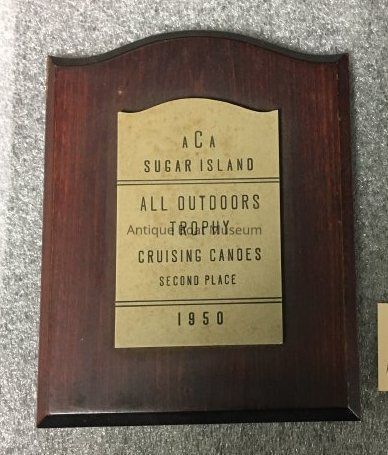 ACA
SUGAR ISLAND
ALL OUTDOORS
TROPHY
Antique Boat Museum
CRUISING CANOES
SECOND PLACE
1950